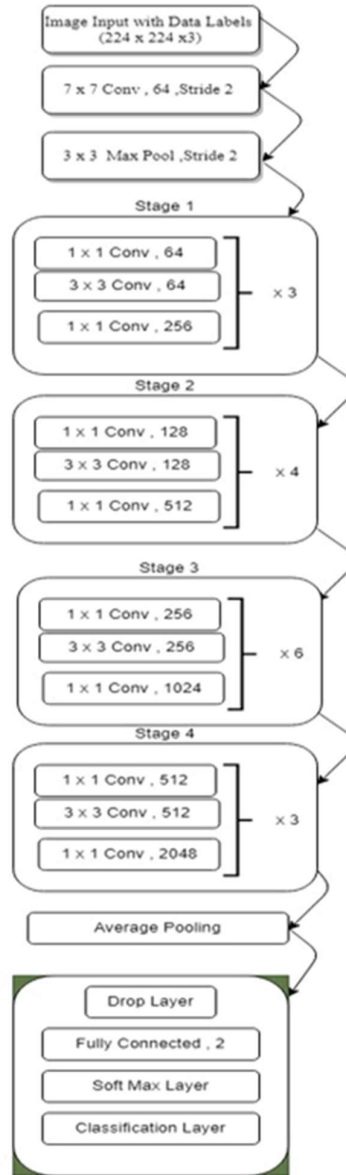 Image Input with Data Labels
(224 x 224 x3)
7 x 7 Conv , 64 ,Stride 2
3 x 3 Max Pool ,Stride 2
Stage 1
1 x 1 Conv , 64
3 x 3 Conv , 64
1 x 1 Conv , 256
x 3
Stage 2
1 x 1 Conv , 128
3 x 3 Conv , 128
1 x 1 Conv , 512
x 4
Stage 3
1 x 1 Conv , 256
3 x 3 Conv , 256
1 x 1 Conv , 1024
x 6
Stage 4
1 x 1 Conv , 512
3 x 3 Conv , 512
1 x 1 Conv , 2048
x 3
Average Pooling
Drop Layer
Fully Connected , 2
Soft Max Layer
Classification Layer